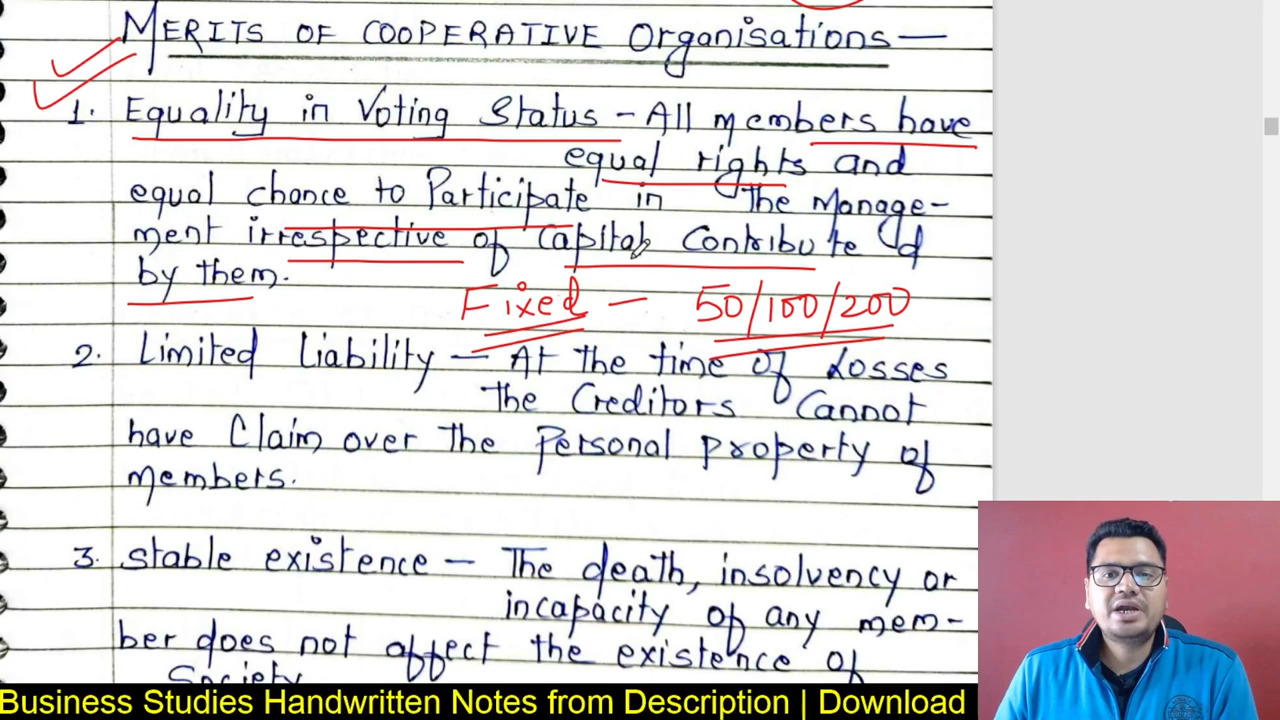 MERITS OF COOPERATIVE Organisations —
1. Equality in Voting Status - All members have
equal rights and
equal chance to Participate in The Manage-
ment irrespective of Capital Contributed
by them.
Fixed — 50/100/200
2. Limited Liability — At the time of Losses
the Creditors Cannot
have Claim over the Personal property of
members.
3. Stable existence — The death, insolvency or
incapacity of any mem-
ber does not affect the existence of
Society
Business Studies Handwritten Notes from Description | Download